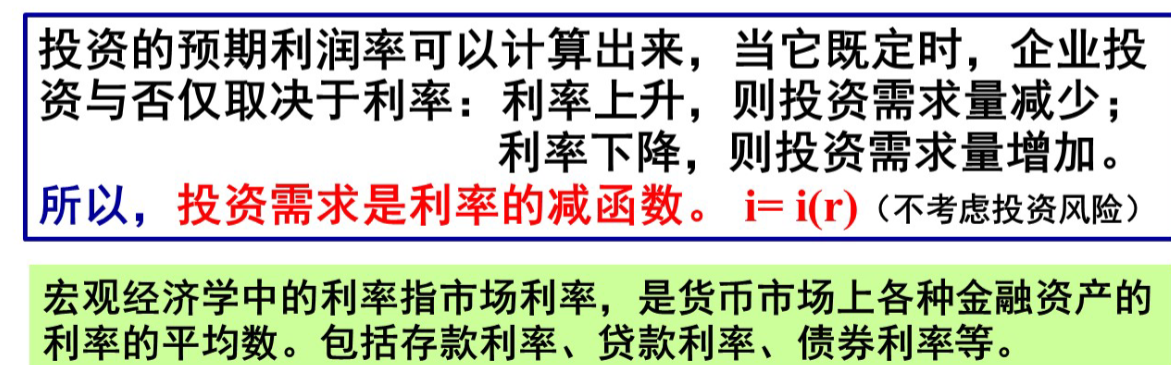 投资的预期利润率可以计算出来，当它既定时，企业投
资与否仅取决于利率：利率上升，则投资需求量减少；
利率下降，则投资需求量增加。
所以，投资需求是利率的减函数。 i= i(r)（不考虑投资风险）
宏观经济学中的利率指市场利率，是货币市场上各种金融资产的
利率的平均数。包括存款利率、贷款利率、债券利率等。